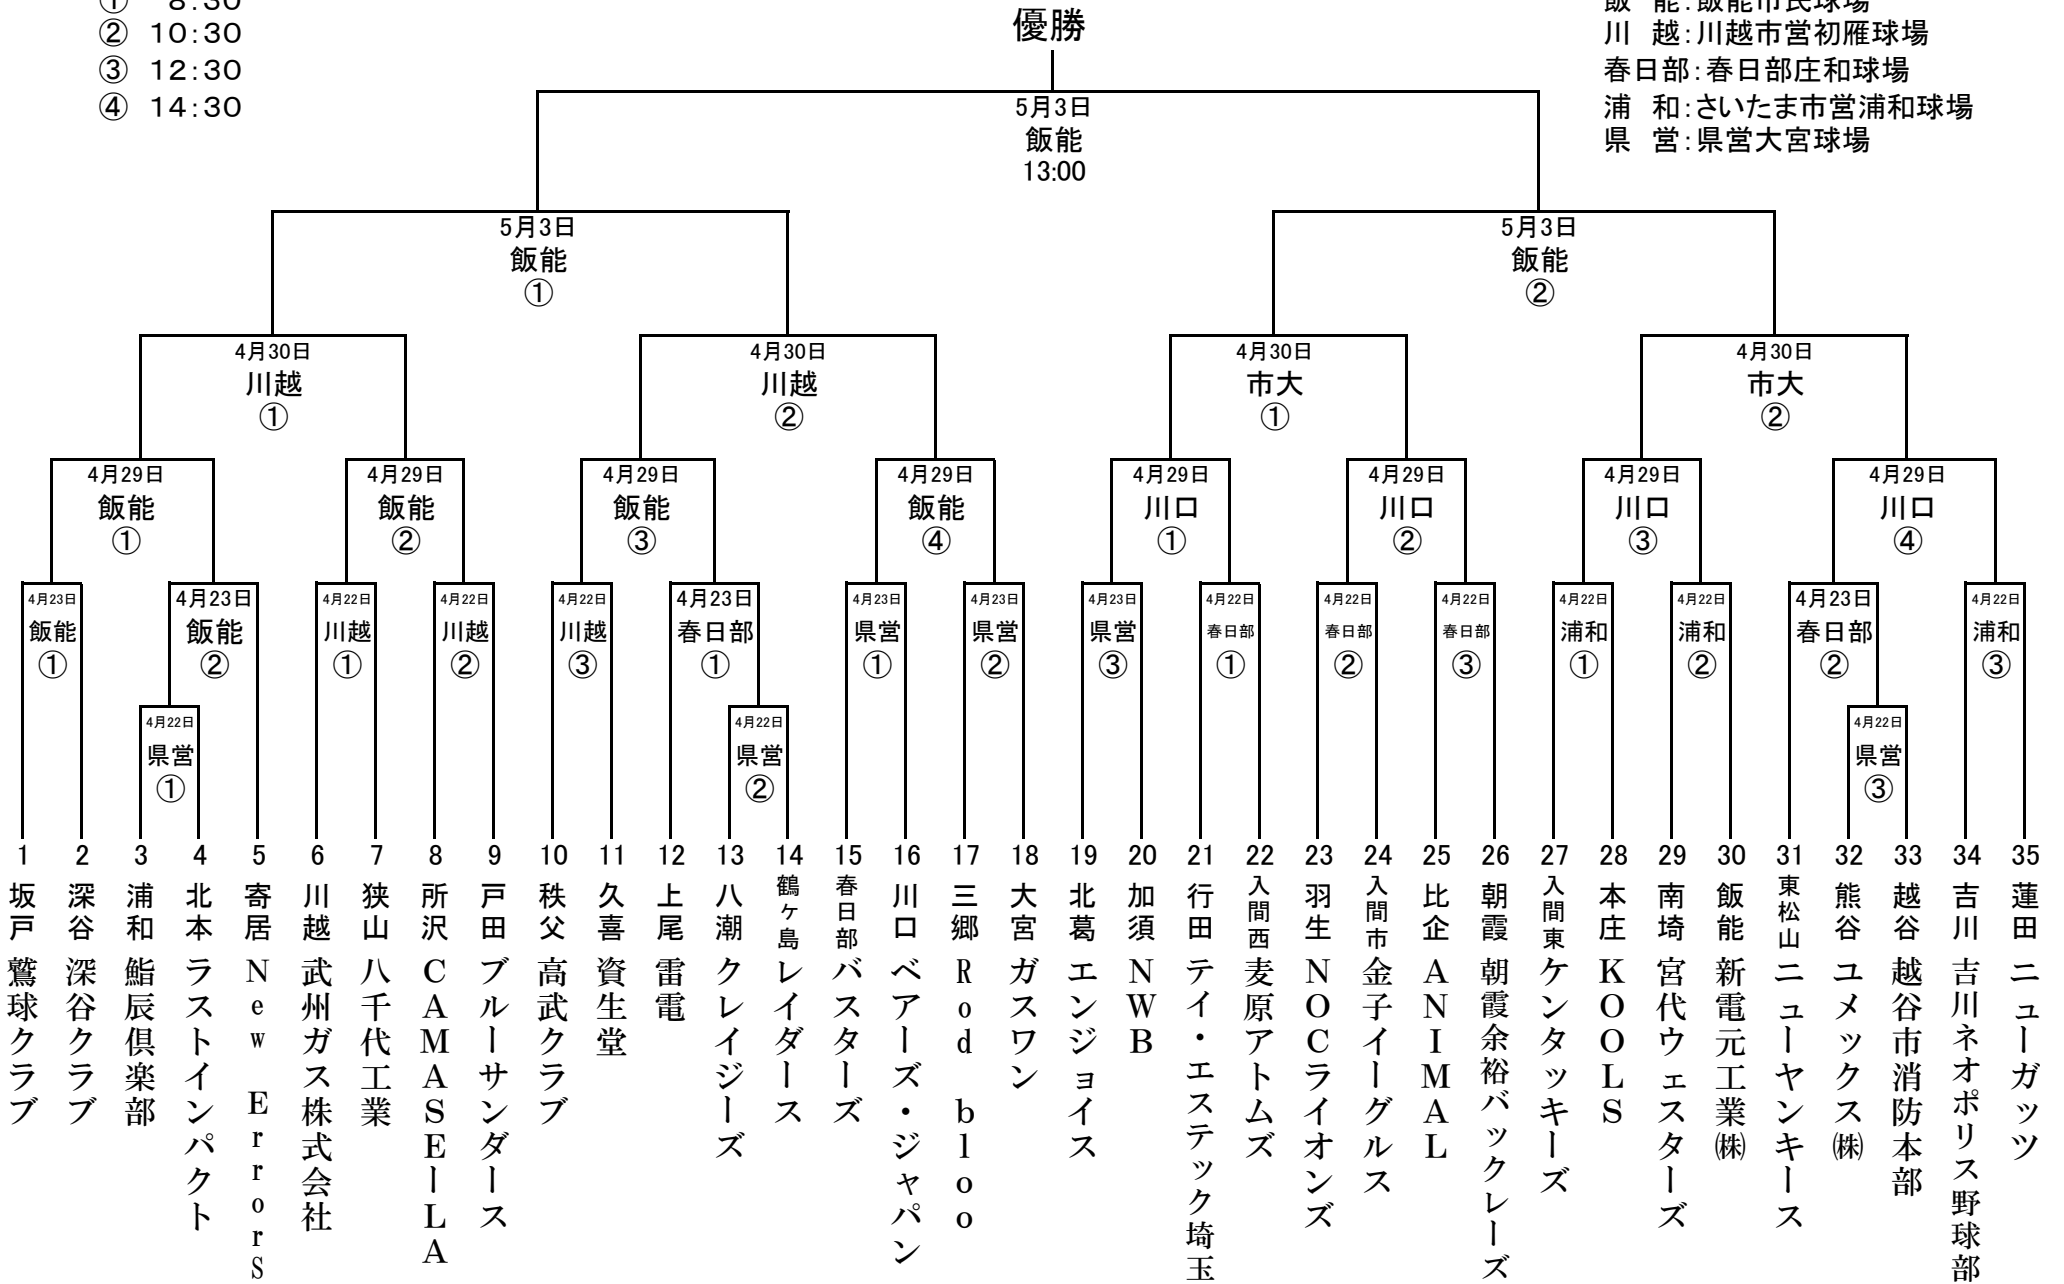 ① 8:30
② 10:30
③ 12:30
④ 14:30
優勝
飯 能:飯能市民球場
川 越:川越市営初雁球場
春日部:春日部庄和球場
浦 和:さいたま市営浦和球場
県 営:県営大宮球場
5月3日
飯能
13:00
5月3日
飯能
①
5月3日
飯能
②
4月30日
川越
①
4月30日
川越
②
4月30日
市大
①
4月30日
市大
②
4月29日
飯能
①
4月29日
飯能
②
4月29日
飯能
③
4月29日
飯能
④
4月29日
川口
①
4月29日
川口
②
4月29日
川口
③
4月29日
川口
④
4月23日
飯能
①
4月23日
飯能
②
4月22日
川越
①
4月22日
川越
②
4月22日
川越
③
4月23日
春日部
①
4月23日
県営
①
4月23日
県営
②
4月23日
県営
③
4月22日
春日部
①
4月22日
春日部
②
4月22日
春日部
③
4月22日
浦和
①
4月22日
浦和
②
4月23日
春日部
②
4月22日
浦和
③
4月22日
県営
①
4月22日
県営
②
4月22日
県営
③
1 坂戸 鷲球クラブ
2 深谷 深谷クラブ
3 浦和 鮨辰倶楽部
4 北本 ラストインパクト
5 寄居 New ErrorS
6 川越 武州ガス株式会社
7 狭山 八千代工業
8 所沢 CAMASEーLA
9 戸田 ブルーサンダース
10 秩父 高武クラブ
11 久喜 資生堂
12 上尾 雷電
13 八潮 クレイジーズ
14 鶴ヶ島 レイダース
15 春日部 バスターズ
16 川口 ベアーズ・ジャパン
17 三郷 Rod bloo
18 大宮 ガスワン
19 北葛 エンジョイス
20 加須 NWB
21 行田 テイ・エステック埼玉
22 入間西 麦原アトムズ
23 羽生 NOCライオンズ
24 入間市 金子イーグルス
25 比企 ANIMAL
26 朝霞 朝霞余裕バックレーズ
27 入間東 ケンタッキーズ
28 本庄 KOOLS
29 南埼 宮代ウェスターズ
30 飯能 新電元工業㈱
31 東松山 ニューヤンキース
32 熊谷 ユメックス㈱
33 越谷 越谷市消防本部
34 吉川 吉川ネオポリス野球部
35 蓮田 ニューガッツ